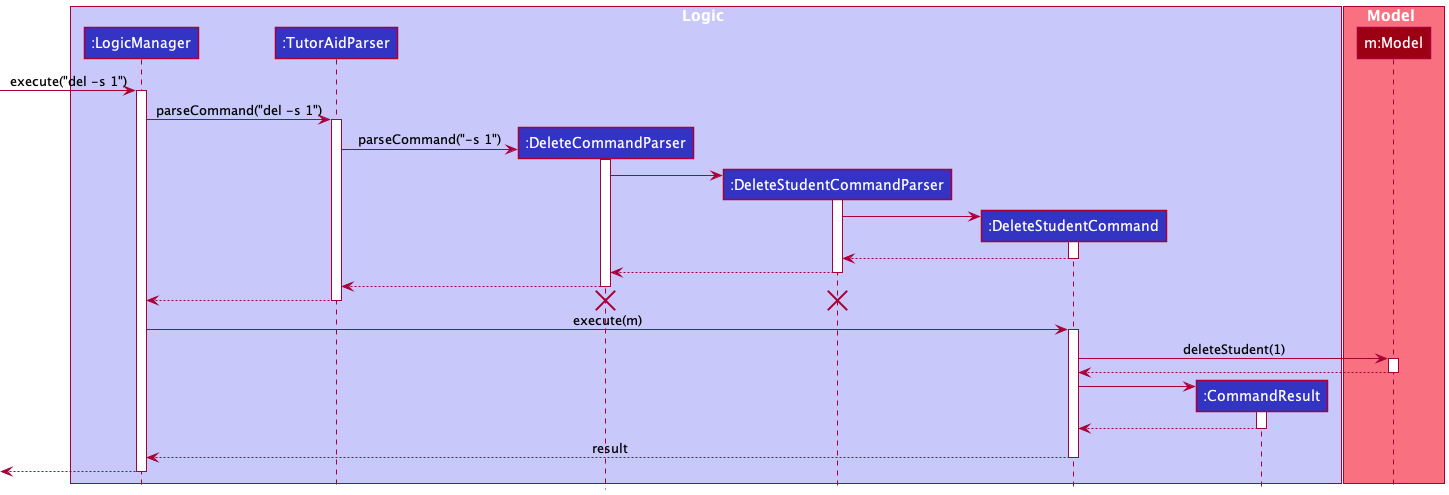 Logic
Model
:LogicManager
:TutorAidParser
m:Model
execute("del -s 1")
parseCommand("del -s 1")
parseCommand("-s 1")
:DeleteCommandParser
:DeleteStudentCommandParser
:DeleteStudentCommand
execute(m)
deleteStudent(1)
:CommandResult
result